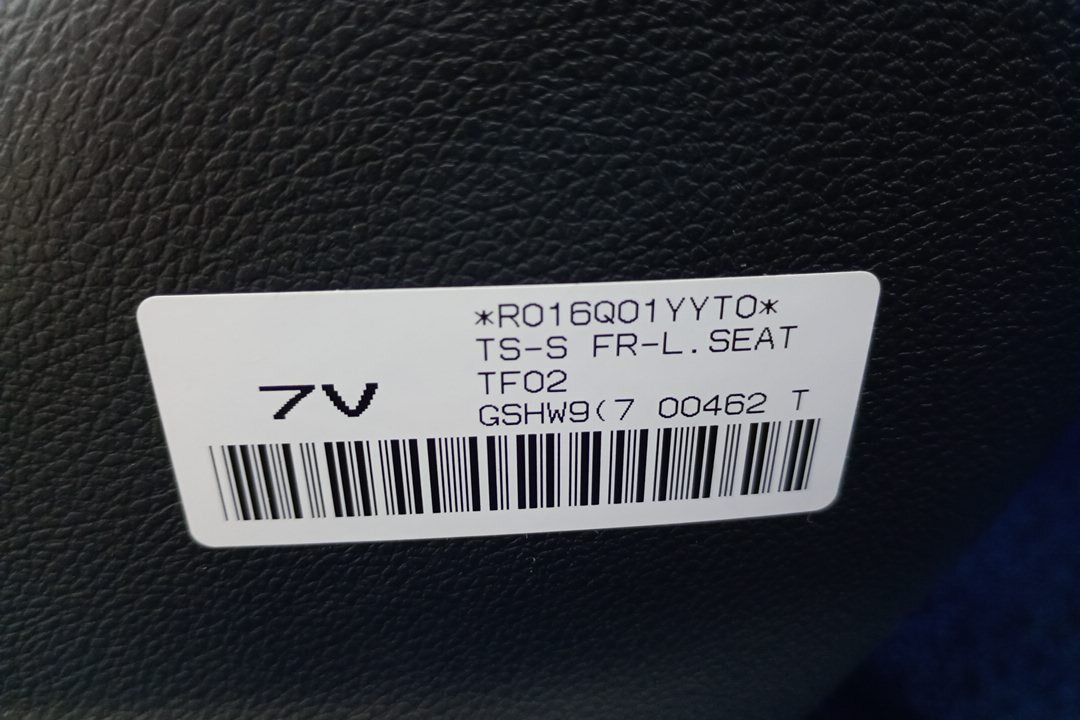 *R016Q01YYT0*
TS-S FR-L.SEAT
TF02
7V
GSHW9(7 00462 T